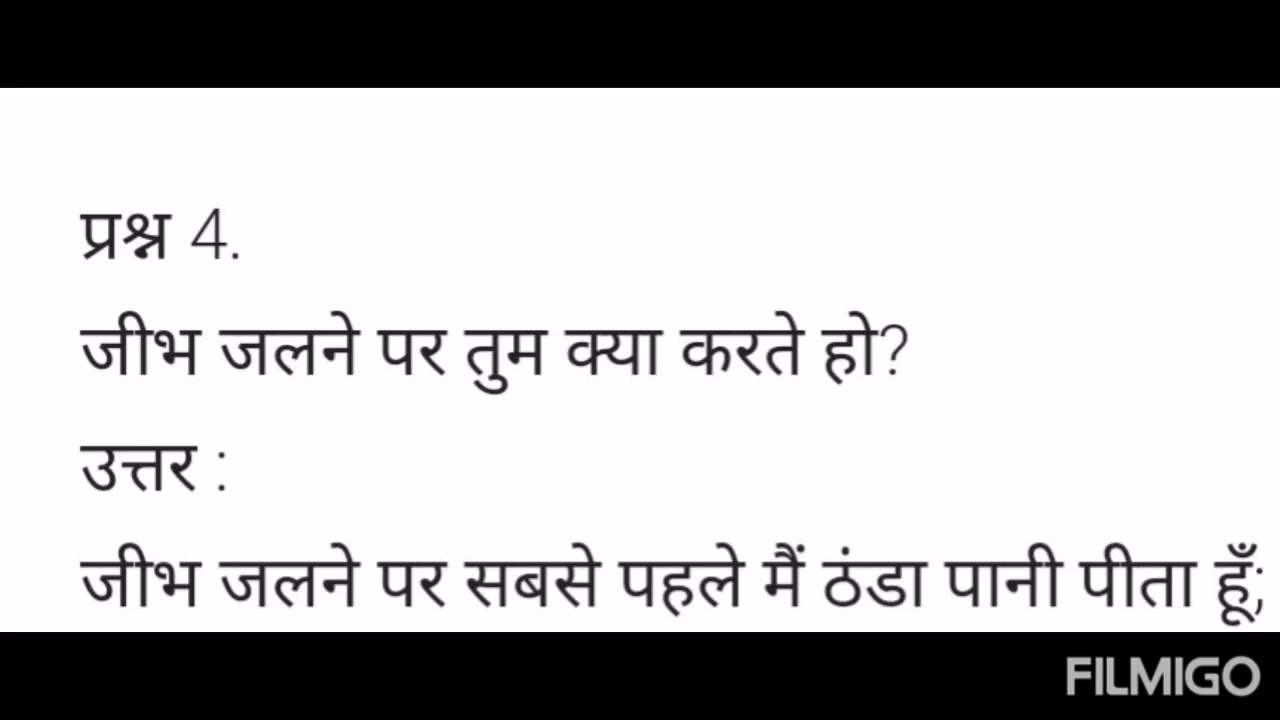 प्रश्न 4.
जीभ जलने पर तुम क्या करते हो?
उत्तर :
जीभ जलने पर सबसे पहले मैं ठंडा पानी पीता हूँ;
FILMIGO